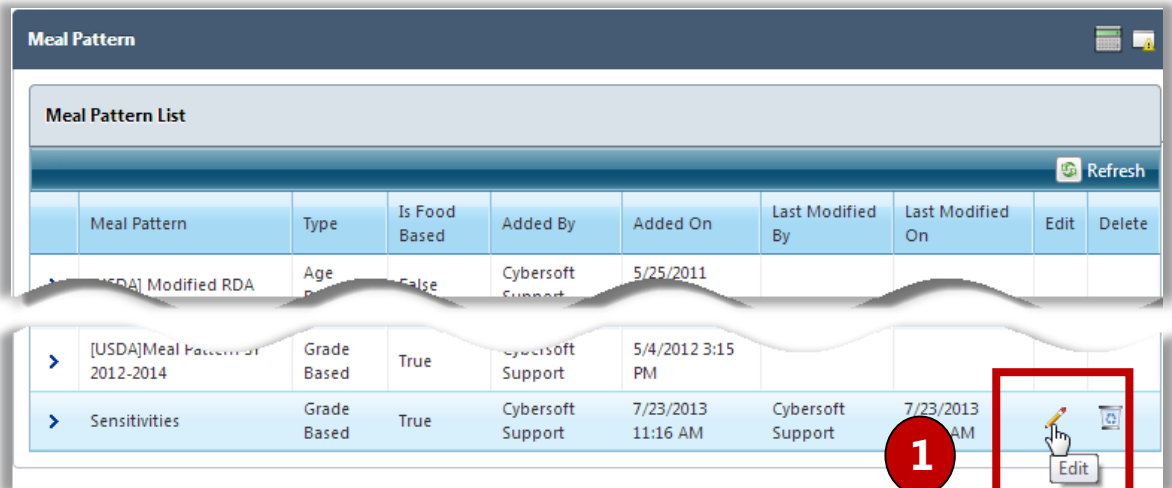 Meal Pattern
Meal Pattern List
Refresh
Meal Pattern Type Is Food Based Added By Added On Last Modified By Last Modified On Edit Delete
Modified RDA Age False Cybersoft Support 5/25/2011
[USDA]Meal Pattern SY 2012-2014 Grade Based True Cybersoft Support 5/4/2012 3:15 PM
Sensitivities Grade Based True Cybersoft Support 7/23/2013 11:16 AM Cybersoft Support 7/23/2013 AM
1
Edit